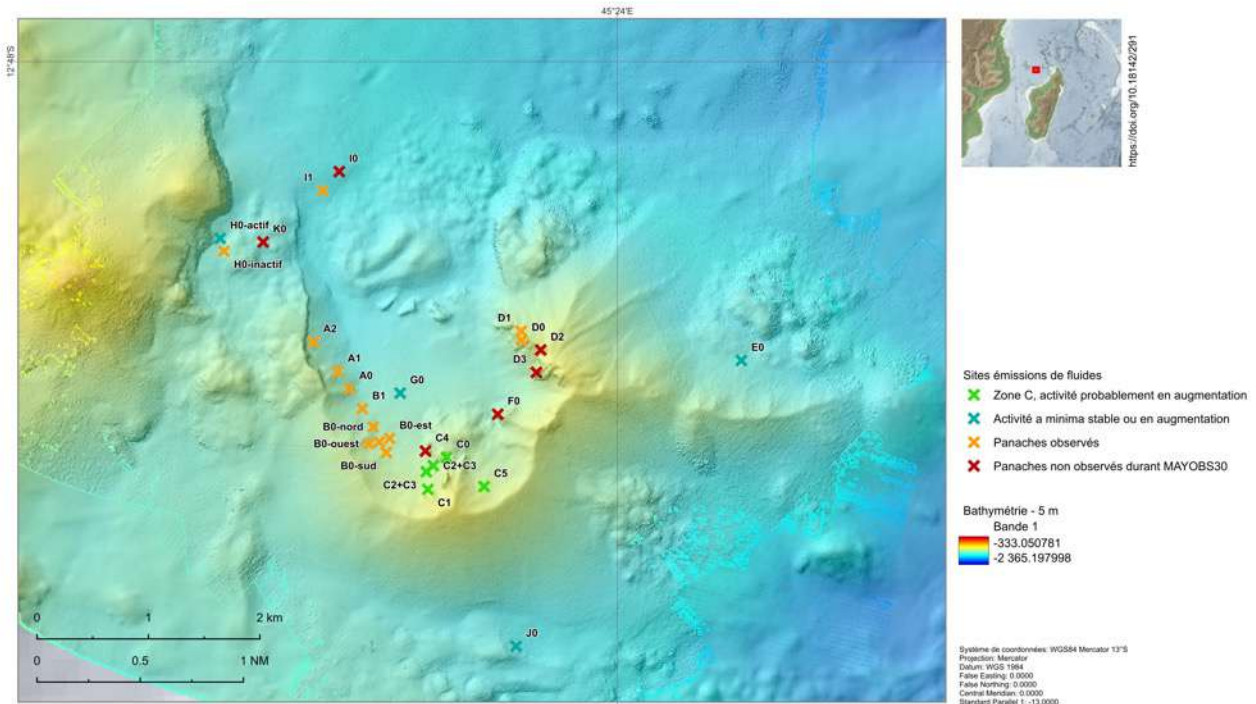 45°24'E
12°48'S
https://doi.org/10.18142/291
I0
I1
H0-actif
K0
H0-inactif
A2
D1
D0
D2
D3
E0
A1
A0
G0
B1
F0
B0-nord
B0-est
B0-ouest
C4
C0
B0-sud
C2+C3
C2+C3
C5
C1
J0
0 1 2 km
0 0.5 1 NM
Sites émissions de fluides
Zone C, activité probablement en augmentation
Activité a minima stable ou en augmentation
Panaches observés
Panaches non observés durant MAYOBS30
Bathymétrie - 5 m
Bande 1
-333.050781
-2 365.197998
Système de coordonnées: WGS84 Mercator 13°S
Projection: Mercator
Datum: WGS 1984
False Easting: 0.0000
False Northing: 0.0000
Central Meridian: 0.0000
Standard Parallel 1: -13.0000